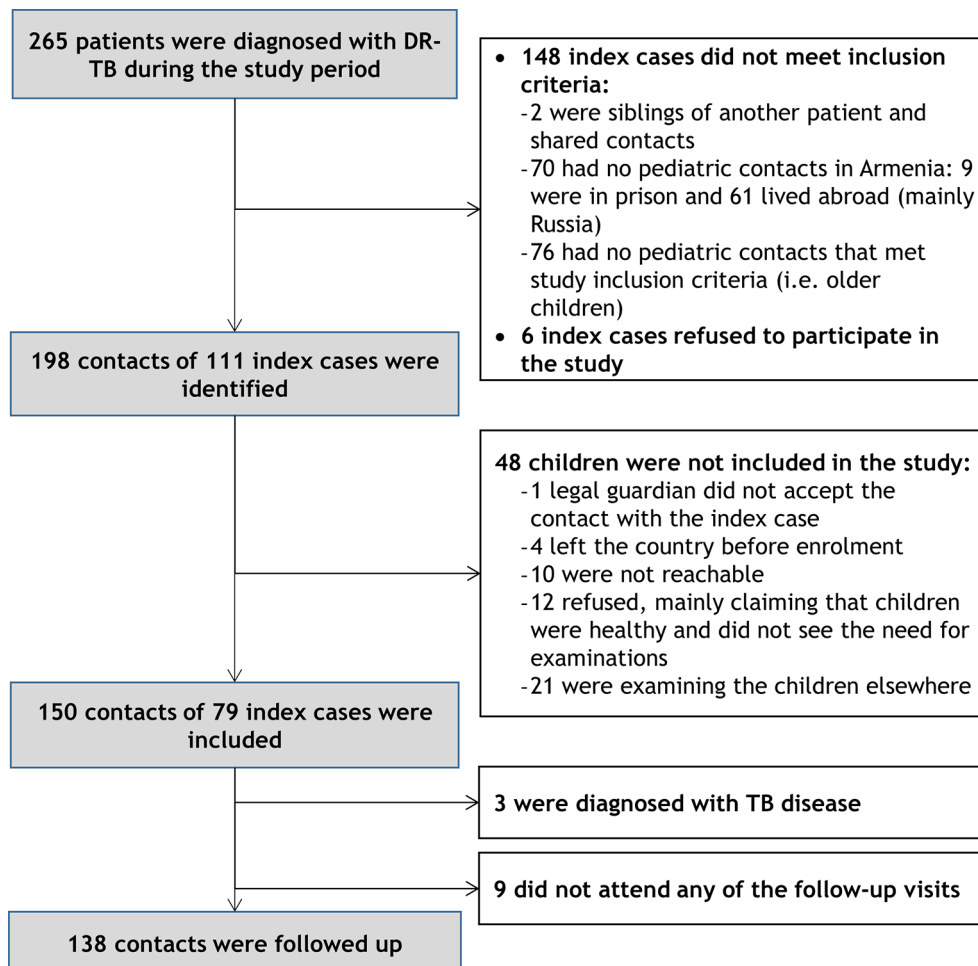 265 patients were diagnosed with DR-
TB during the study period
• 148 index cases did not meet inclusion
criteria:
-2 were siblings of another patient and
shared contacts
-70 had no pediatric contacts in Armenia: 9
were in prison and 61 lived abroad (mainly
Russia)
-76 had no pediatric contacts that met
study inclusion criteria (i.e. older
children)
• 6 index cases refused to participate in
the study
198 contacts of 111 index cases were
identified
48 children were not included in the study:
-1 legal guardian did not accept the
contact with the index case
-4 left the country before enrolment
-10 were not reachable
-12 refused, mainly claiming that children
were healthy and did not see the need for
examinations
-21 were examining the children elsewhere
150 contacts of 79 index cases were
included
3 were diagnosed with TB disease
9 did not attend any of the follow-up visits
138 contacts were followed up